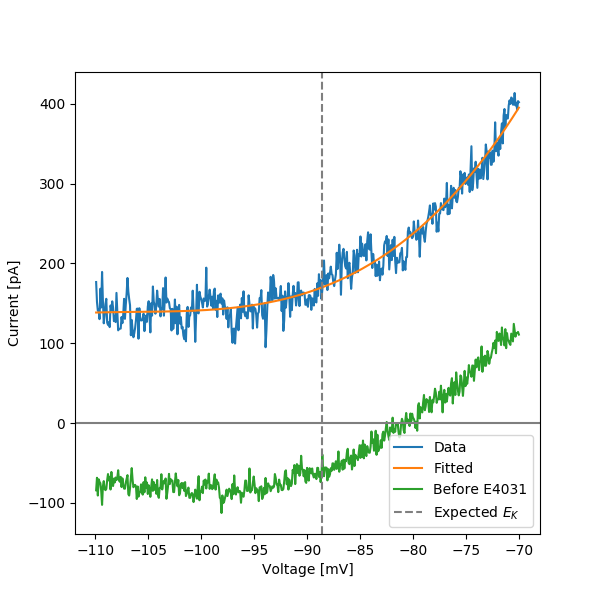 400
300
200
100
0
−100
Current [pA]
Data
Fitted
Before E4031
Expected E_K
−110 −105 −100 −95 −90 −85 −80 −75 −70
Voltage [mV]